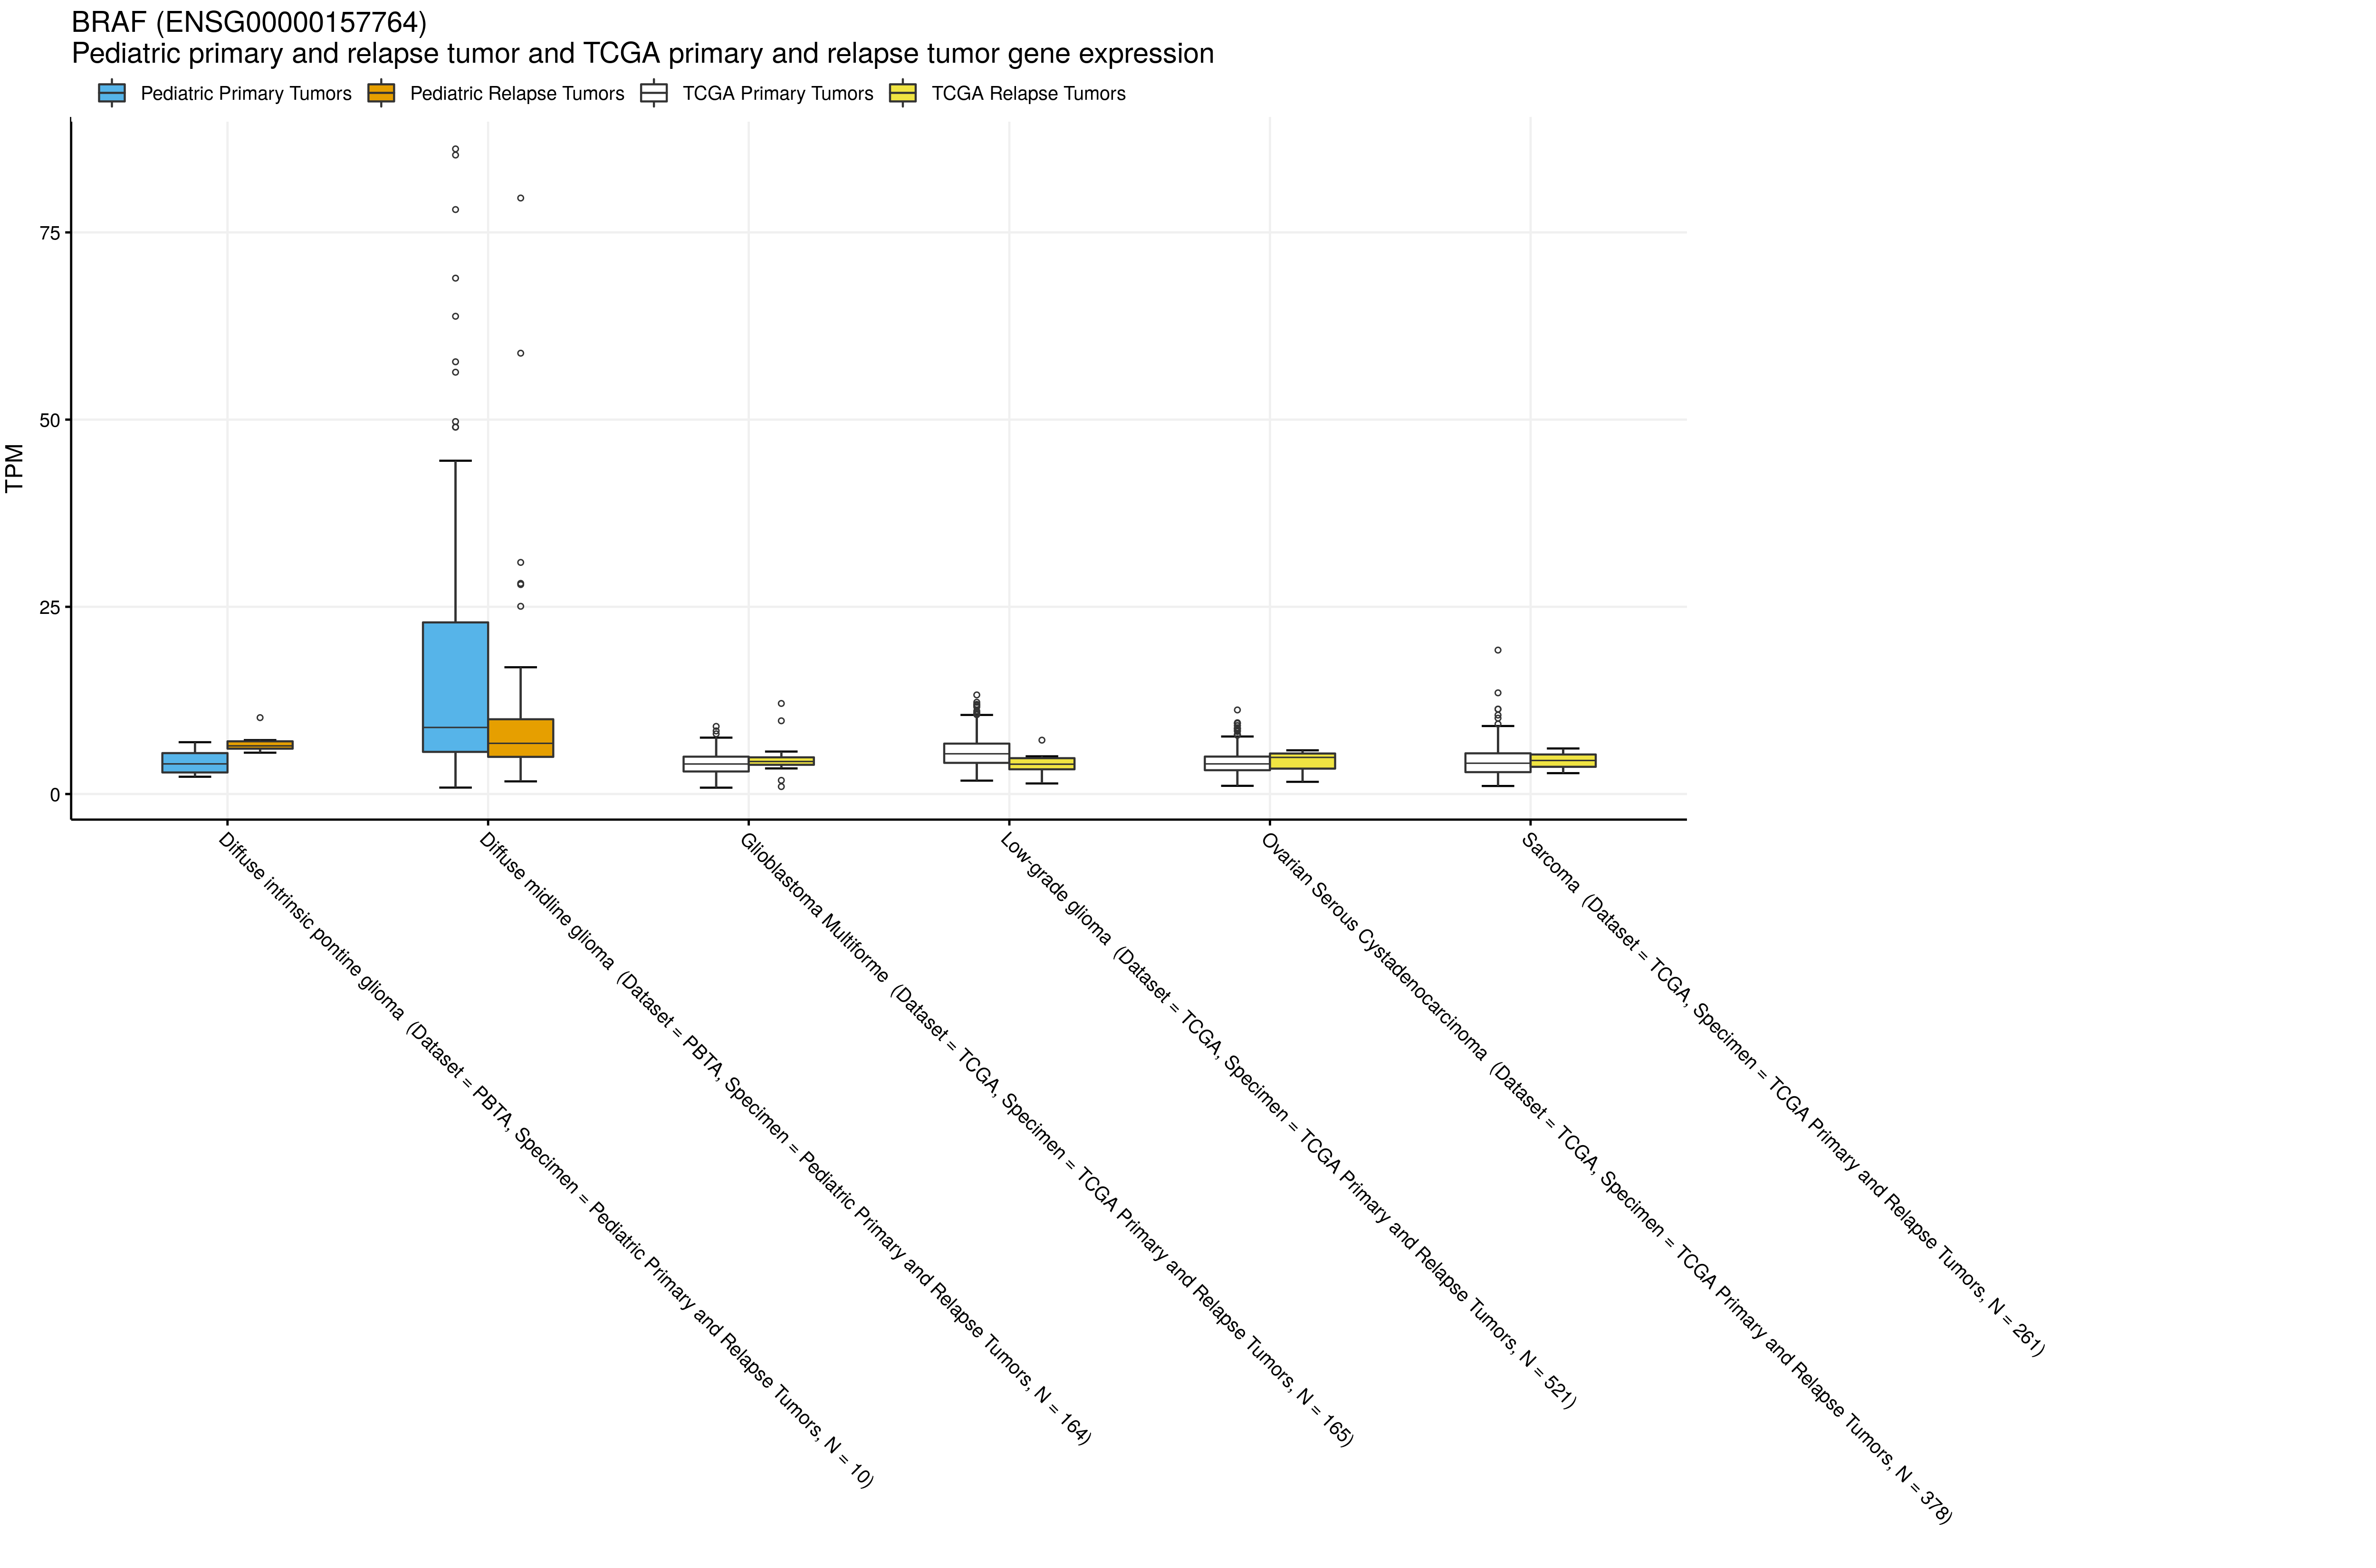 BRAF (ENSG00000157764)
Pediatric primary and relapse tumor and TCGA primary and relapse tumor gene expression
Pediatric Primary Tumors
Pediatric Relapse Tumors
TCGA Primary Tumors
TCGA Relapse Tumors
TPM
75
50
25
0
Diffuse intrinsic pontine glioma  (Dataset = PBTA, Specimen = Pediatric Primary and Relapse Tumors, N = 10)
Diffuse midline glioma  (Dataset = PBTA, Specimen = Pediatric Primary and Relapse Tumors, N = 164)
Glioblastoma Multiforme  (Dataset = TCGA, Specimen = TCGA Primary and Relapse Tumors, N = 165)
Low-grade glioma  (Dataset = TCGA, Specimen = TCGA Primary and Relapse Tumors, N = 521)
Ovarian Serous Cystadenocarcinoma  (Dataset = TCGA, Specimen = TCGA Primary and Relapse Tumors, N = 378)
Sarcoma  (Dataset = TCGA, Specimen = TCGA Primary and Relapse Tumors, N = 261)